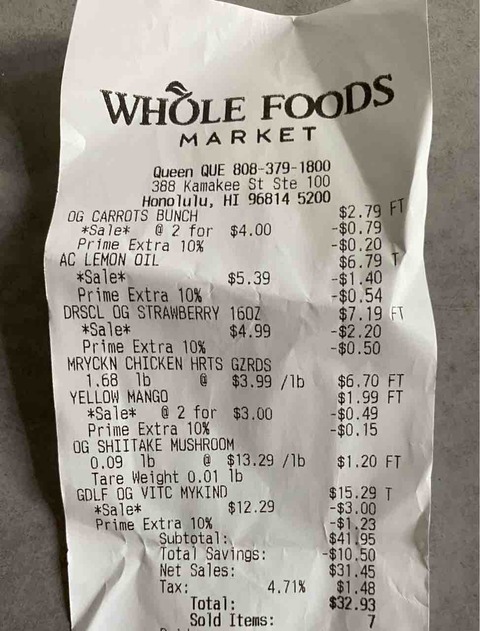 WHOLE FOODS
MARKET
Queen QUE 808-379-1800
388 Kamakee St Ste 100
Honolulu, HI 96814 5200
OG CARROTS BUNCH $2.79 FT
*Sale* @ 2 for $4.00 -$0.79
Prime Extra 10% -$0.20
AC LEMON OIL $6.79 T
*Sale* $5.39 -$1.40
Prime Extra 10% -$0.54
DRSCL OG STRAWBERRY 16OZ $7.19 FT
*Sale* $4.99 -$2.20
Prime Extra 10% -$0.50
MRYCKN CHICKEN HRTS GZRDS
1.68 lb @ $3.99 /lb $6.70 FT
YELLOW MANGO $1.99 FT
*Sale* @ 2 for $3.00 -$0.49
Prime Extra 10% -$0.15
OG SHIITAKE MUSHROOM
0.09 lb @ $13.29 /lb $1.20 FT
Tare Weight 0.01 lb
GDLF OG VITC MYKIND $15.29 T
*Sale* $12.29 -$3.00
Prime Extra 10% -$1.23
Subtotal: $41.95
Total Savings: -$10.50
Net Sales: $31.45
Tax: 4.71% $1.48
Total: $32.93
Sold Items: 7